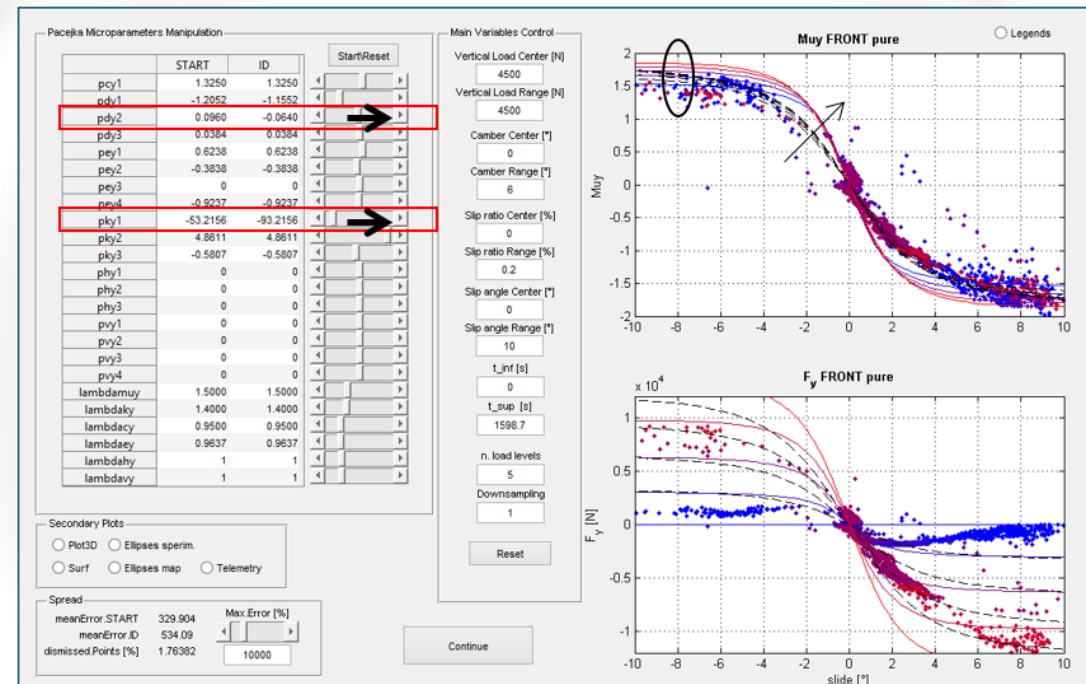 Pacejka Microparameters Manipulation
Start\Reset
START ID
pcy1 1.3250 1.3250
pdy1 -1.2052 -1.1552
pdy2 0.0960 -0.0640
pdy3 0.0384 0.0384
pey1 0.6238 0.6238
pey2 -0.3838 -0.3838
pey3 0 0
pey4 -0.9237 -0.9237
pky1 -53.2156 -93.2156
pky2 4.8611 4.8611
pky3 -0.5807 -0.5807
phy1 0 0
phy2 0 0
phy3 0 0
pvy1 0 0
pvy2 0 0
pvy3 0 0
pvy4 0 0
lambdamuy 1.5000 1.5000
lambdaky 1.4000 1.4000
lambdacy 0.9500 0.9500
lambdaey 0.9637 0.9637
lambdahy 1 1
lambdavy 1 1
Secondary Plots
Plot3D Ellipses sperim.
Surf Ellipses map Telemetry
Spread
meanError.START 329.904
meanError.ID 534.09
dismissed.Points [%] 1.76382
Max.Error [%]
10000
Main Variables Control
Vertical Load Center [N]
4500
Vertical Load Range [N]
4500
Camber Center [°]
0
Camber Range [°]
6
Slip ratio Center [%]
0
Slip ratio Range [%]
0.2
Slip angle Center [°]
0
Slip angle Range [°]
10
t_inf [s]
0
t_sup [s]
1598.7
n. load levels
5
Downsampling
1
Reset
Continue
Legends
Muy FRONT pure
Muy
2
1.5
1
0.5
0
-0.5
-1
-1.5
-2
-10 -8 -6 -4 -2 0 2 4 6 8 10
Fy FRONT pure
x 10^4
Fy [N]
1
0.5
0
-0.5
-1
-10 -8 -6 -4 -2 0 2 4 6 8 10
slide [°]